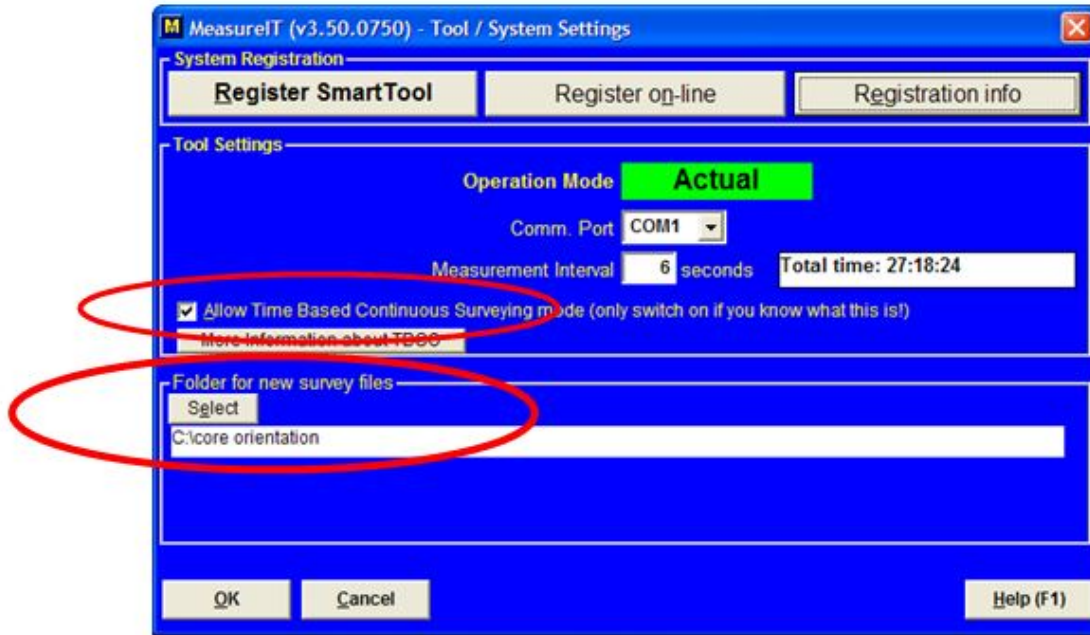 M MeasureIT (v3.50.0750) - Tool / System Settings
System Registration
Register SmartTool Register on-line Registration info
Tool Settings
Operation Mode Actual
Comm. Port COM1
Measurement Interval 6 seconds Total time: 27:18:24
Allow Time Based Continuous Surveying mode (only switch on if you know what this is!)
More Information about TBCS
Folder for new survey files
Select
C:\core orientation
OK Cancel Help (F1)